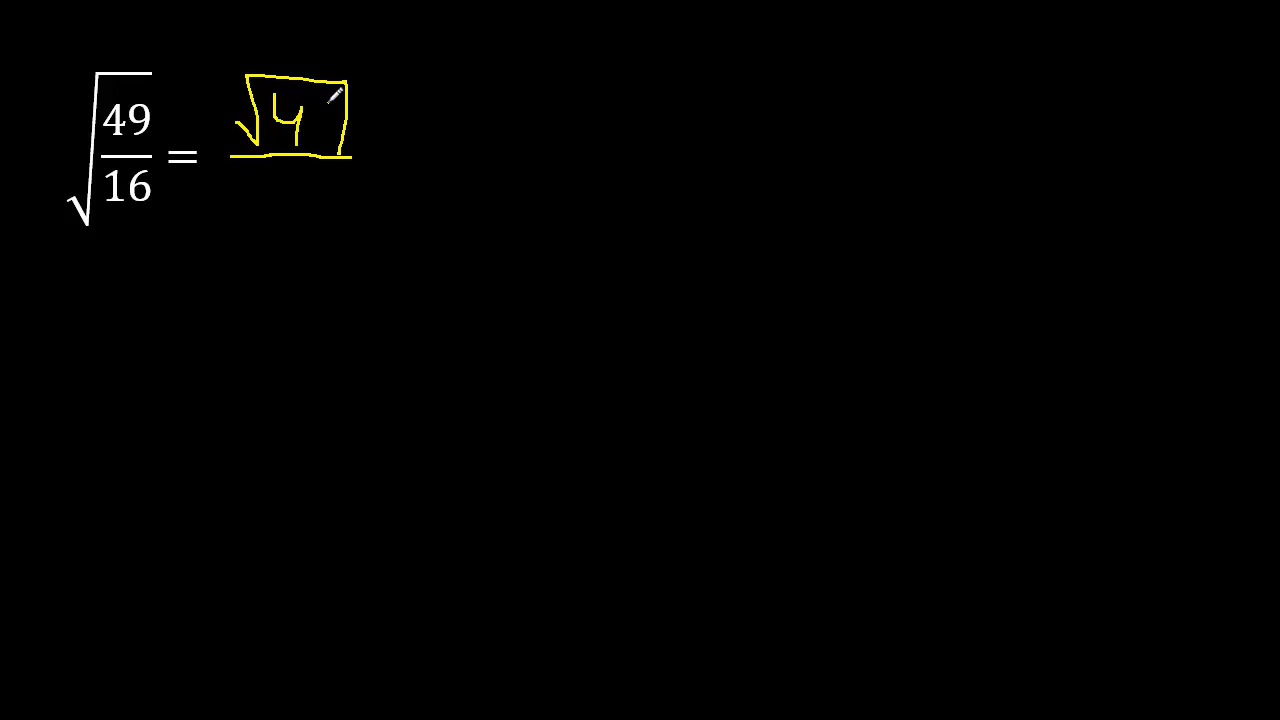 √(49/16) = √4